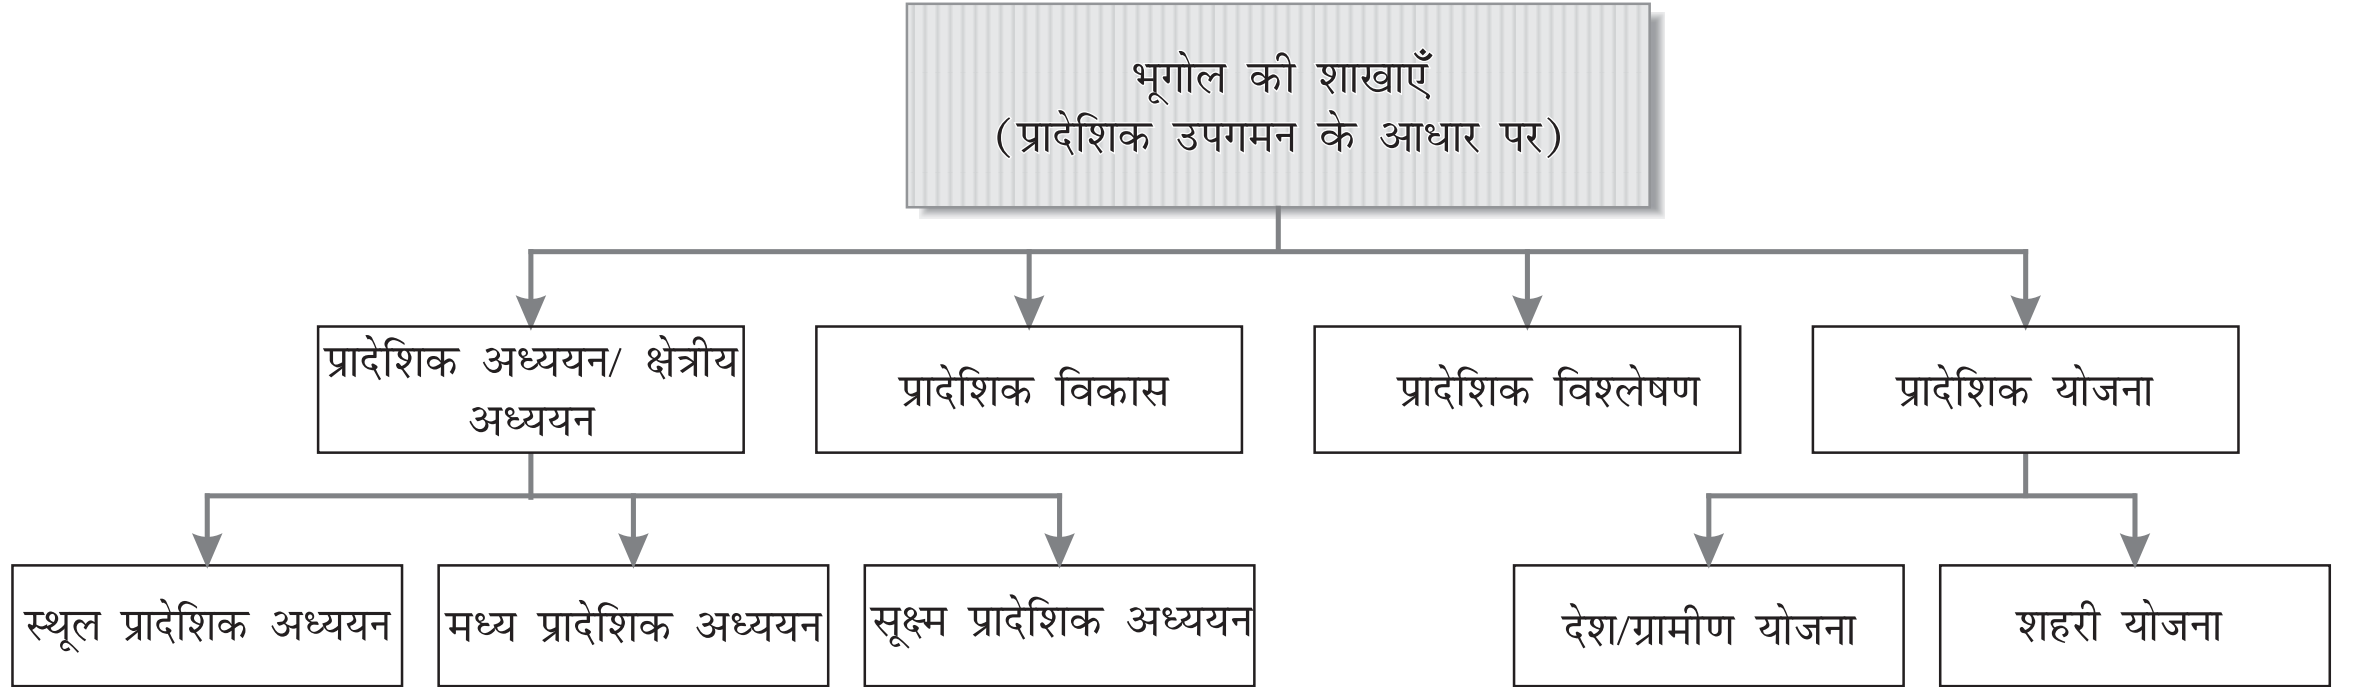 भूगोल की शाखाएँ
(प्रादेशिक उपगमन के आधार पर)
प्रादेशिक अध्ययन/ क्षेत्रीय
अध्ययन
प्रादेशिक विकास
प्रादेशिक विश्लेषण
प्रादेशिक योजना
स्थूल प्रादेशिक अध्ययन
मध्य प्रादेशिक अध्ययन
सूक्ष्म प्रादेशिक अध्ययन
देश/ग्रामीण योजना
शहरी योजना